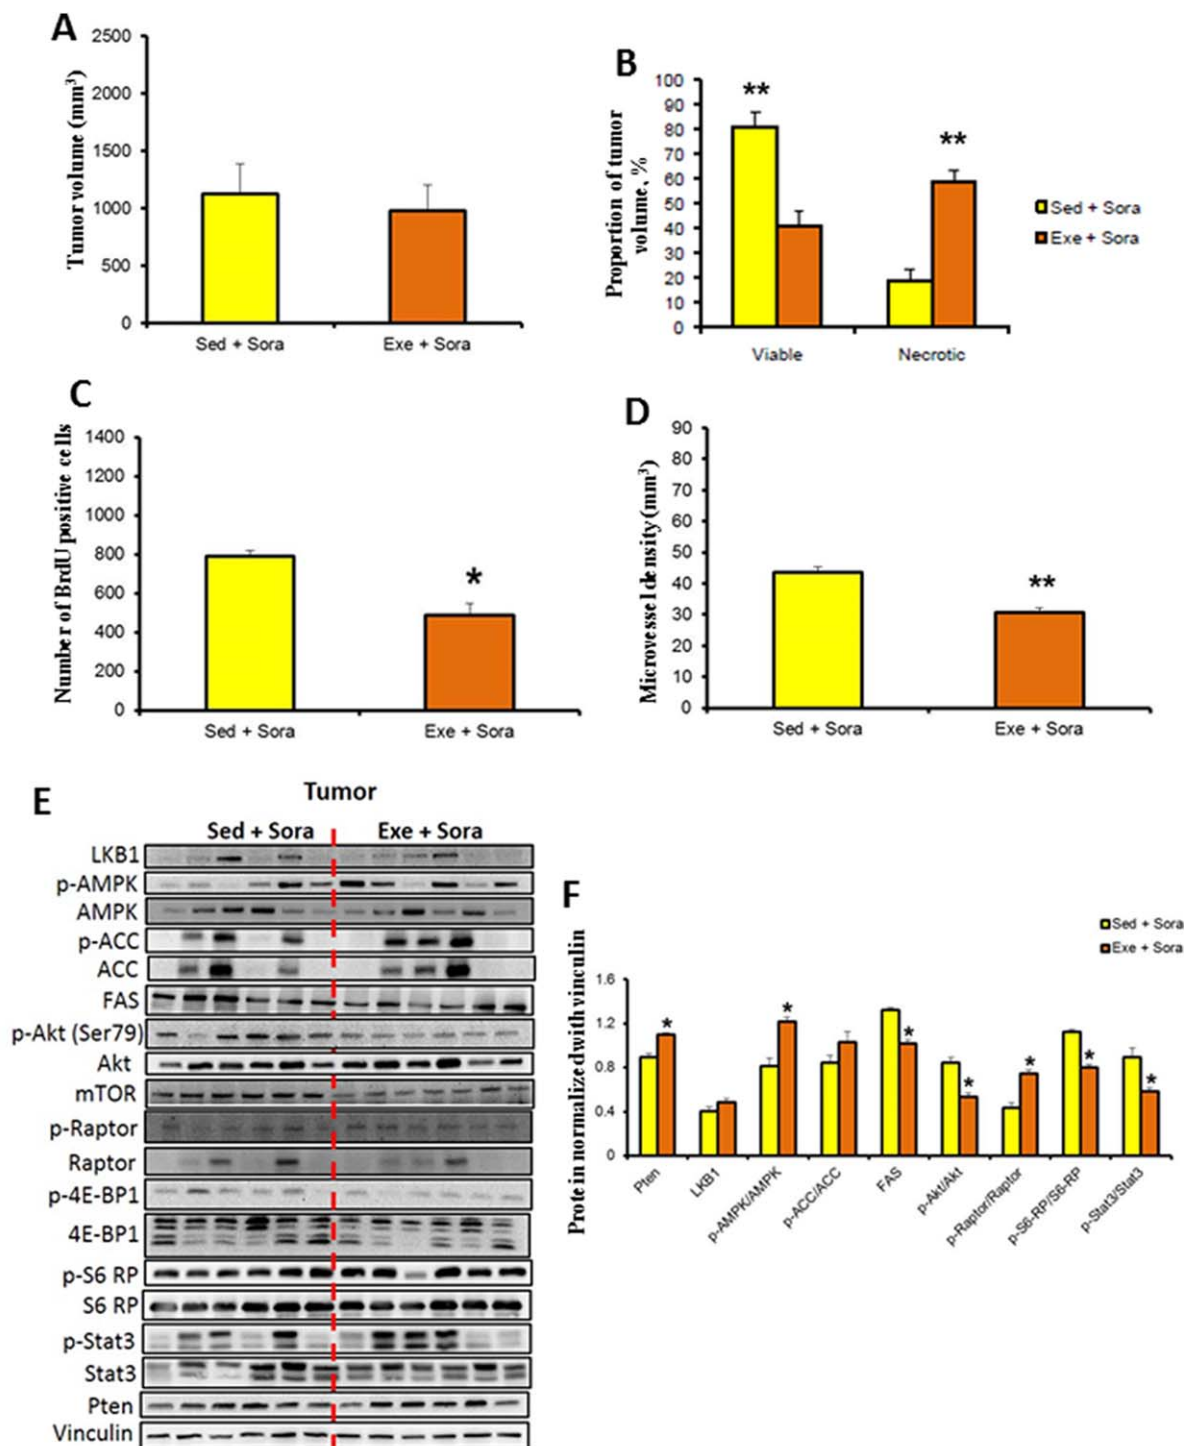 A
Tumor volume (mm³)
2500
2000
1500
1000
500
0
Sed + Sora
Exe + Sora
B
Proportion of tumor
volume, %
100
90
80
70
60
50
40
30
20
10
0
**
**
Viable
Necrotic
Sed + Sora
Exe + Sora
C
Number of BrdU positive cells
1400
1200
1000
800
600
400
200
0
*
Sed + Sora
Exe + Sora
D
Microvessel density (mm³)
90
80
70
60
50
40
30
20
10
0
**
Sed + Sora
Exe + Sora
E
Tumor
Sed + Sora
Exe + Sora
LKB1
p-AMPK
AMPK
p-ACC
ACC
FAS
p-Akt (Ser79)
Akt
mTOR
p-Raptor
Raptor
p-4E-BP1
4E-BP1
p-S6 RP
S6 RP
p-Stat3
Stat3
Pten
Vinculin
F
Sed + Sora
Exe + Sora
Protein normalized with vinculin
1.6
1.2
0.8
0.4
0
*
*
*
*
*
*
*
Pten
LKB1
p-AMPK/AMPK
p-ACC/ACC
FAS
p-Akt/Akt
p-Raptor/Raptor
p-S6-RP/S6-RP
p-Stat3/Stat3